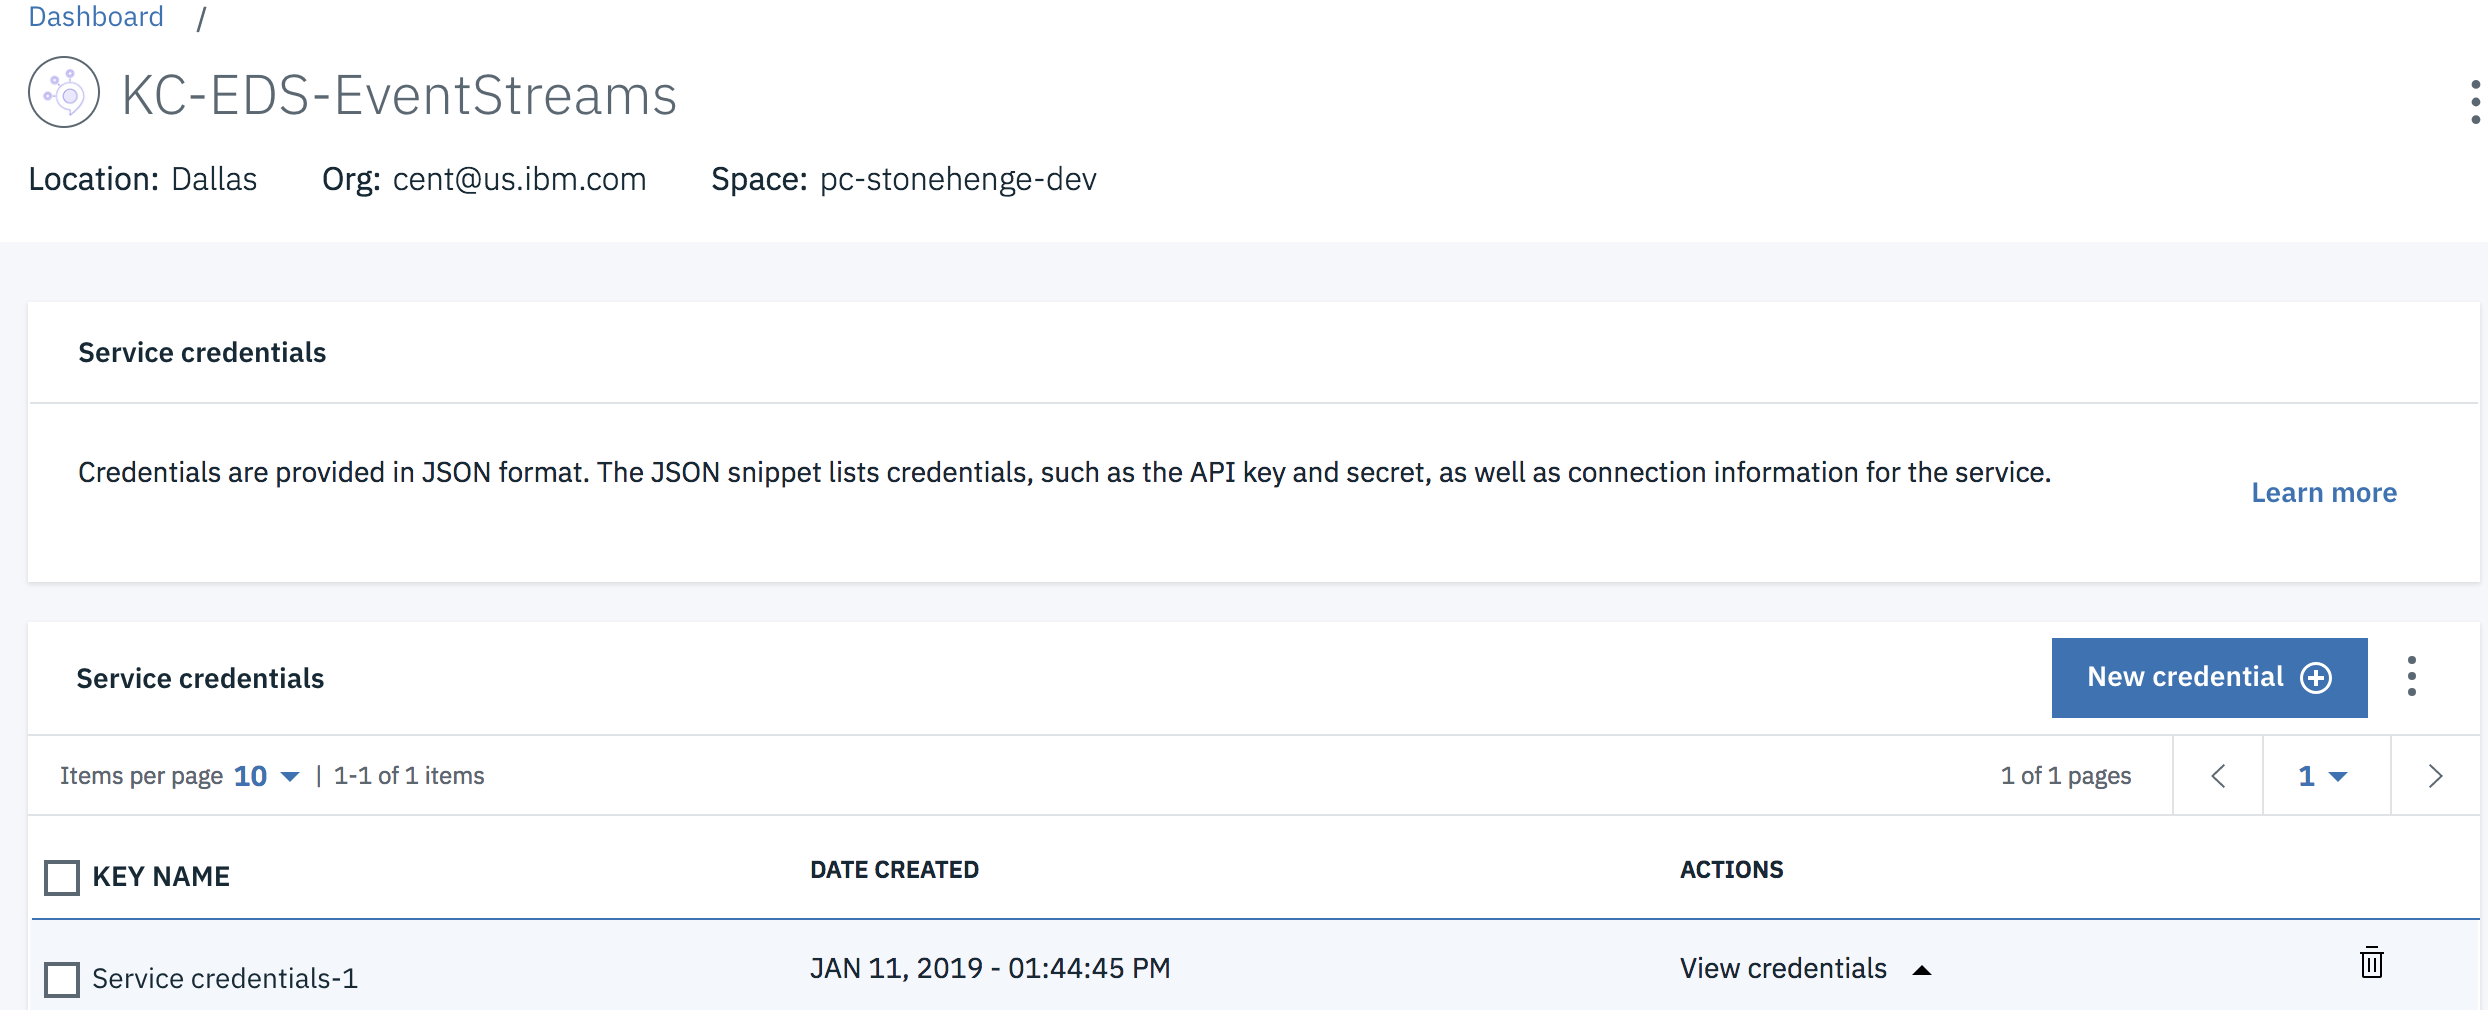 Dashboard /
KC-EDS-EventStreams
Location: Dallas Org: cent@us.ibm.com Space: pc-stonehenge-dev
Service credentials
Credentials are provided in JSON format. The JSON snippet lists credentials, such as the API key and secret, as well as connection information for the service.
Learn more
Service credentials
New credential
Items per page 10 | 1-1 of 1 items 1 of 1 pages 1
KEY NAME DATE CREATED ACTIONS
Service credentials-1 JAN 11, 2019 - 01:44:45 PM View credentials